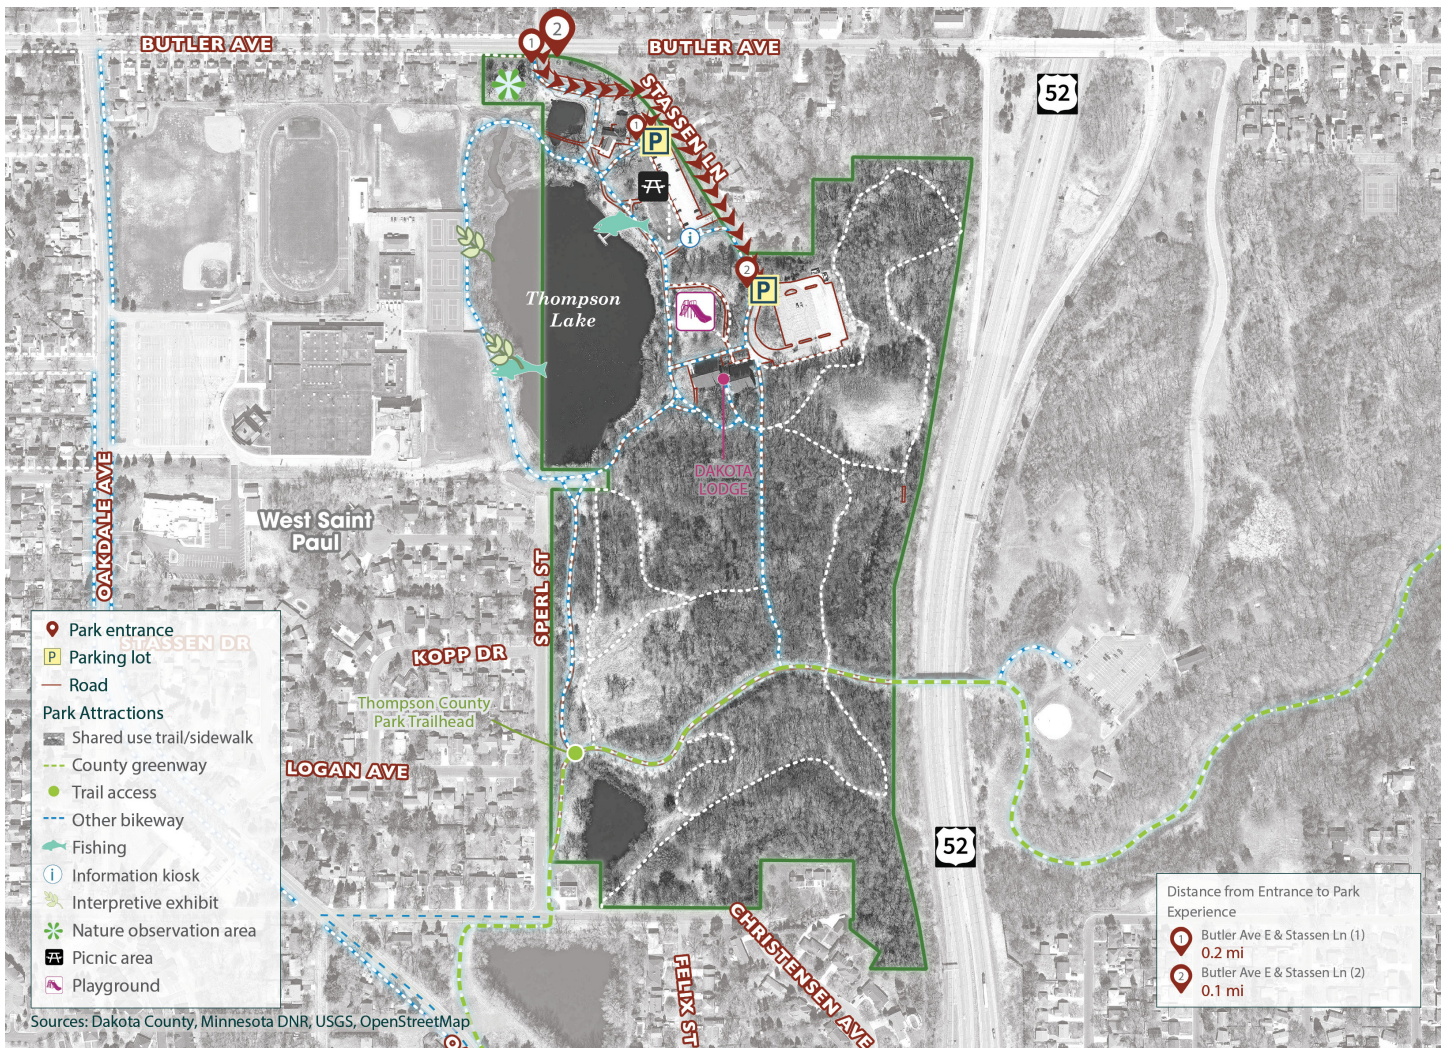 BUTLER AVE
1
2
BUTLER AVE
52
STASSEN LN
1
P
i
2
P
Thompson
Lake
DAKOTA
LODGE
OAKDALE AVE
West Saint
Paul
SPERL ST
STASSEN DR
KOPP DR
Thompson County
Park Trailhead
LOGAN AVE
52
CHRISTENSEN AVE
FELIX ST
O
Park entrance
P Parking lot
Road
Park Attractions
Shared use trail/sidewalk
County greenway
Trail access
Other bikeway
Fishing
i Information kiosk
Interpretive exhibit
Nature observation area
Picnic area
Playground
Sources: Dakota County, Minnesota DNR, USGS, OpenStreetMap
Distance from Entrance to Park
Experience
1 Butler Ave E & Stassen Ln (1)
0.2 mi
2 Butler Ave E & Stassen Ln (2)
0.1 mi